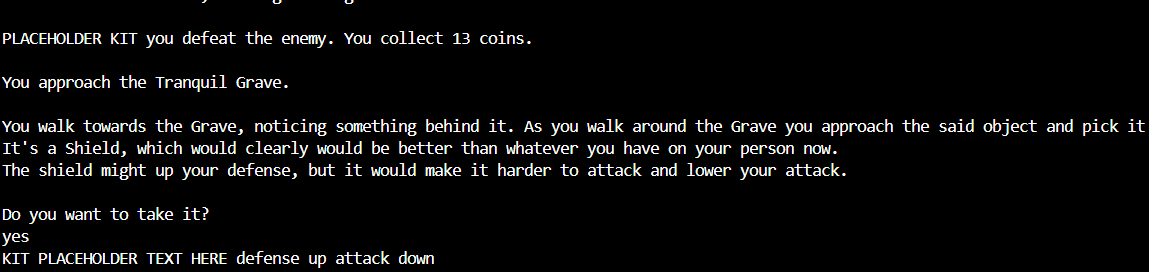 PLACEHOLDER KIT you defeat the enemy. You collect 13 coins.
You approach the Tranquil Grave.
You walk towards the Grave, noticing something behind it. As you walk around the Grave you approach the said object and pick it
It's a Shield, which would clearly would be better than whatever you have on your person now.
The shield might up your defense, but it would make it harder to attack and lower your attack.
Do you want to take it?
yes
KIT PLACEHOLDER TEXT HERE defense up attack down